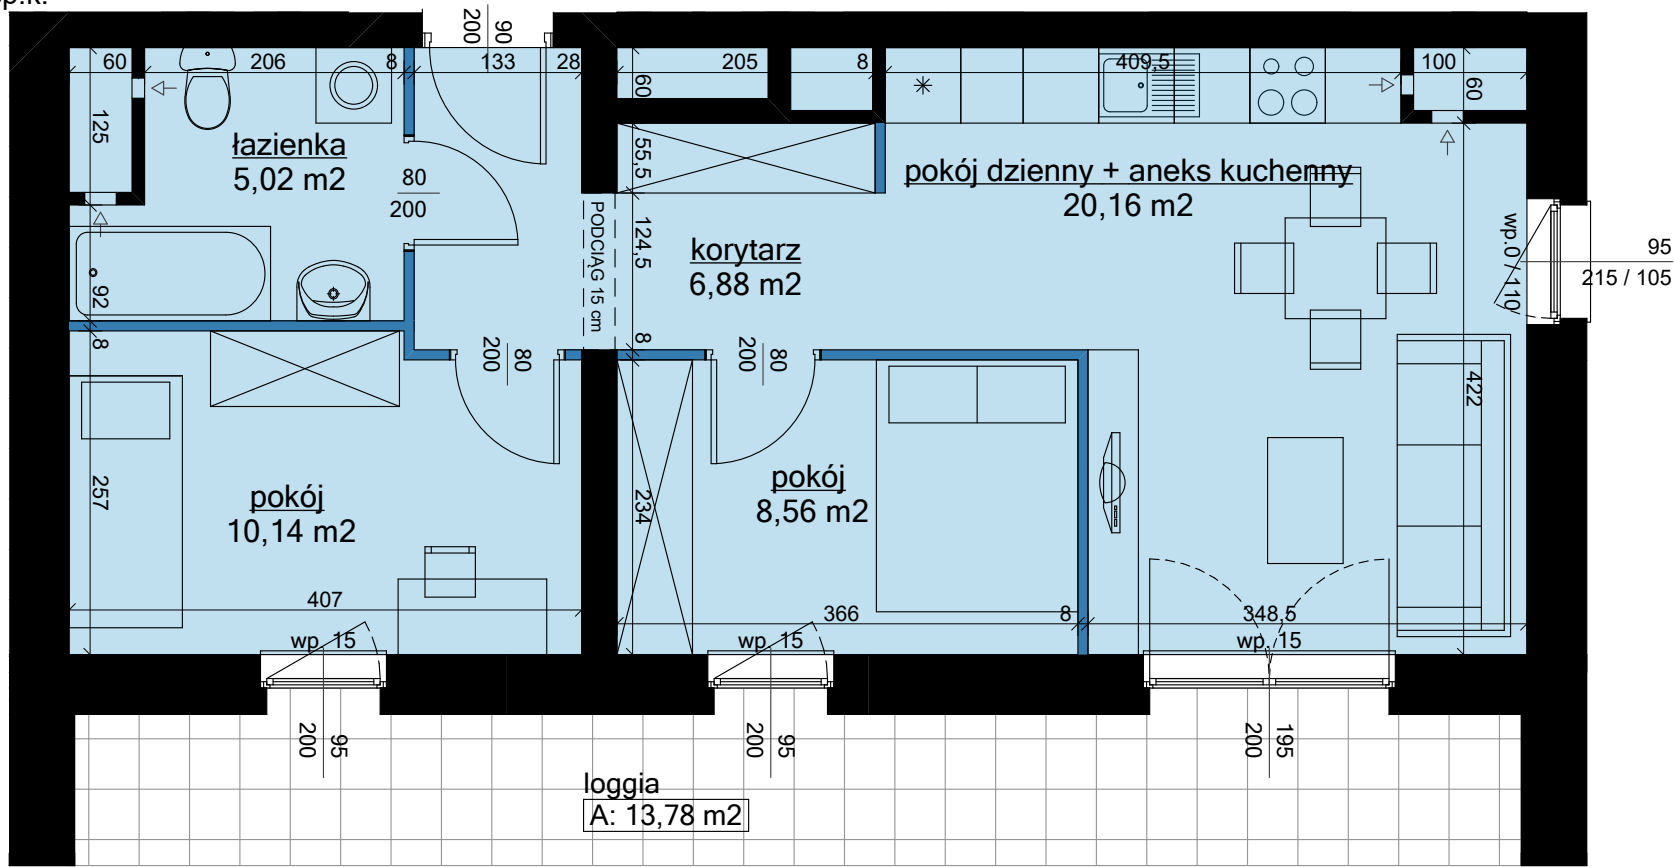 p.k.
90
200
60
206
8
133
28
205
8
409,5
100
60
60
125
łazienka
5,02 m2
80
200
55,5
pokój dzienny + aneks kuchenny
20,16 m2
PODCIĄG 15 cm
124,5
korytarz
6,88 m2
wp.0 / 110
95
215 / 105
92
8
80
200
8
80
200
422
257
pokój
10,14 m2
234
pokój
8,56 m2
407
366
8
348,5
wp. 15
wp. 15
wp. 15
95
200
95
200
195
200
loggia
A: 13,78 m2